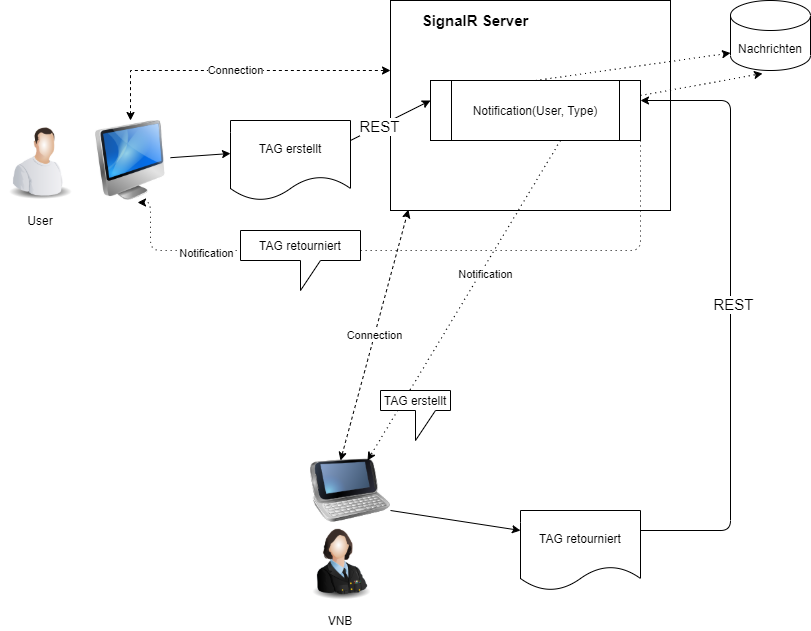 SignalR Server
Nachrichten
Connection
Notification(User, Type)
REST
TAG erstellt
User
TAG retourniert
Notification
Notification
REST
Connection
TAG erstellt
TAG retourniert
VNB